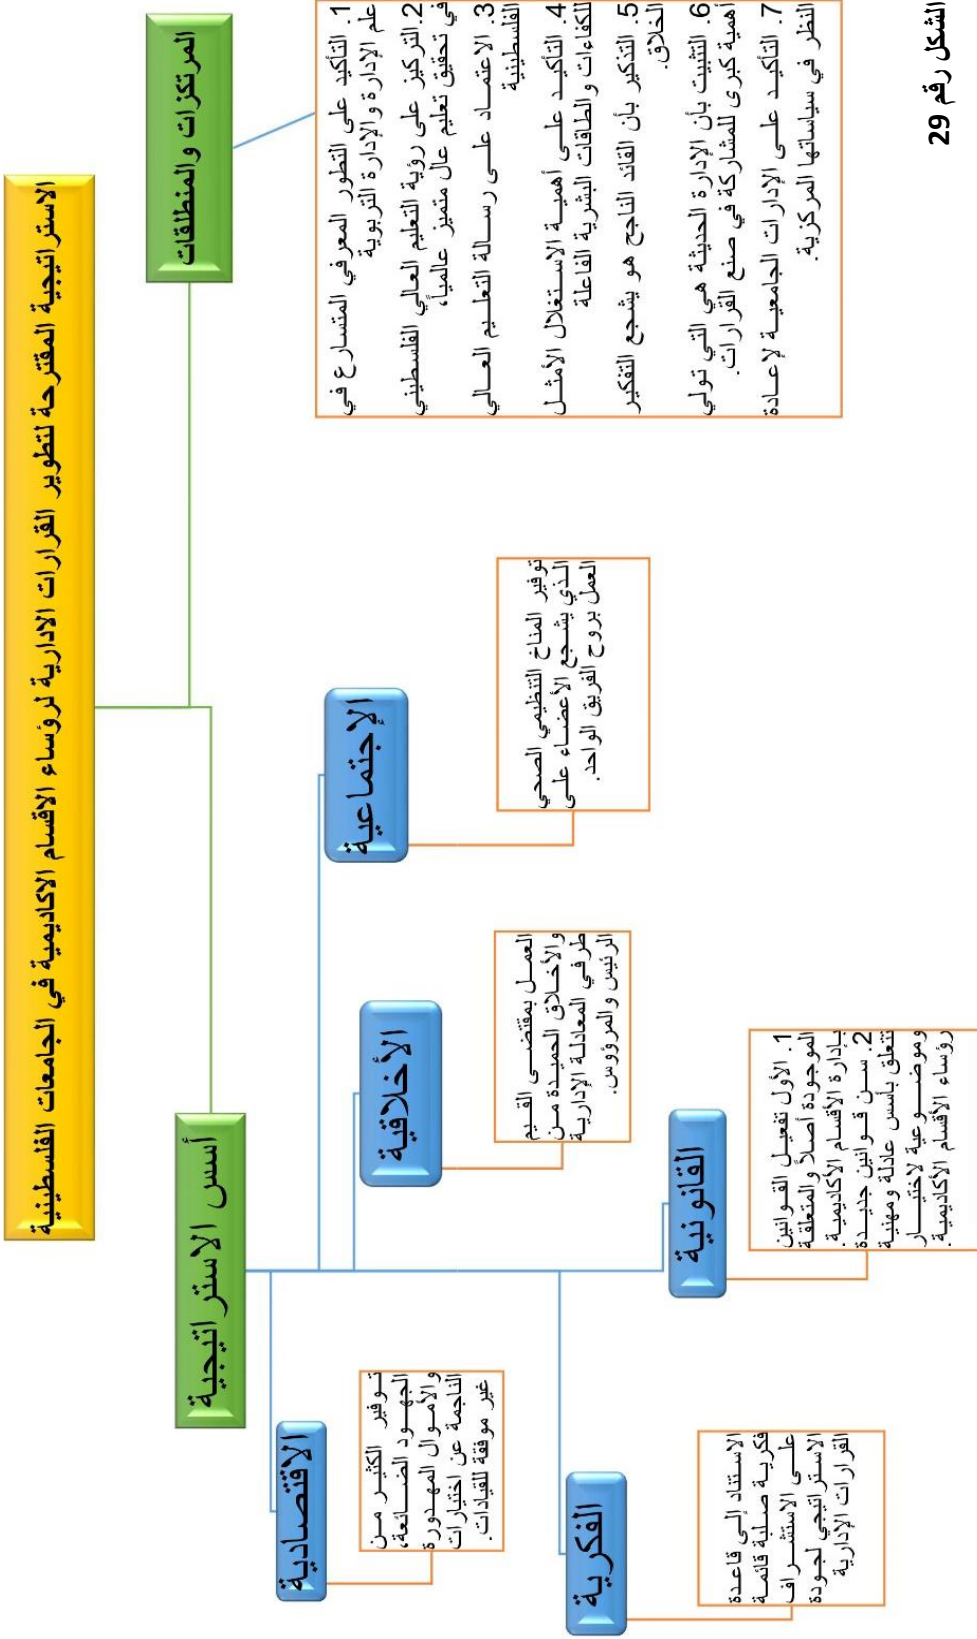 الاستراتيجية المقترحة لتطوير القرارات الادارية لرؤساء الاقسام الاكاديمية في الجامعات الفلسطينية
المرتكزات والمنطلقات
1. التأكيد على التطور المعرفي المتسارع في
علم الإدارة والإدارة التربوية
2. التركيز على رؤية التعليم العالي الفلسطيني
في تحقيق تعليم عال متميز عالمياً،
3. الاعتماد على رسالة التعليم العالي
الفلسطينية
4. التأكيد على أهمية الاستغلال الأمثل
للكفاءات والطاقات البشرية الفاعلة
5. التذكير بأن القائد الناجح هو يشجع التفكير
الخلاق.
6. التثبيت بأن الإدارة الحديثة هي التي تولي
أهمية كبرى للمشاركة في صنع القرارات.
7. التأكيد على الإدارات الجامعية لإعادة
النظر في سياساتها المركزية.
أسس الاستراتيجية
الإجتماعية
توفير المناخ التنظيمي الصحي
الذي يشجع الأعضاء على
العمل بروح الفريق الواحد.
الأخلاقية
العمل بمقتضى القيم
والأخلاق الحميدة من
طرفي المعادلة الإدارية
الرئيس والمرؤوس.
القانونية
1. الأول تفعيل القوانين
الموجودة أصلاً والمتعلقة
بإدارة الأقسام الأكاديمية.
2. سن قوانين جديدة
تتعلق بأسس عادلة ومهنية
وموضوعية لاختيار
رؤساء الأقسام الأكاديمية.
الاقتصادية
توفير الكثير من
الجهود الضائعة،
والأموال المهدورة
الناجمة عن اختيارات
غير موفقة للقيادات.
الفكرية
الاستناد إلى قاعدة
فكرية صلبة قائمة
على الاستشراف
الاستراتيجي لجودة
القرارات الإدارية
الشكل رقم 29